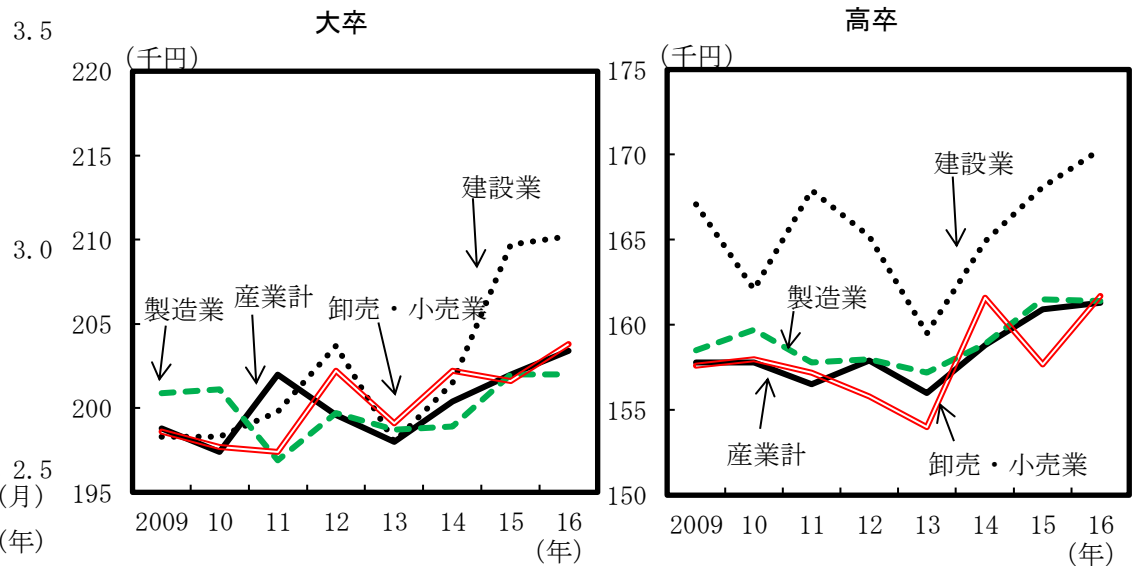 3.5
3.0
2.5
(月)
(年)
大卒
(千円)
220
215
210
205
200
195
建設業
製造業
産業計
卸売・小売業
2009 10 11 12 13 14 15 16
(年)
高卒
(千円)
175
170
165
160
155
150
建設業
製造業
産業計
卸売・小売業
2009 10 11 12 13 14 15 16
(年)